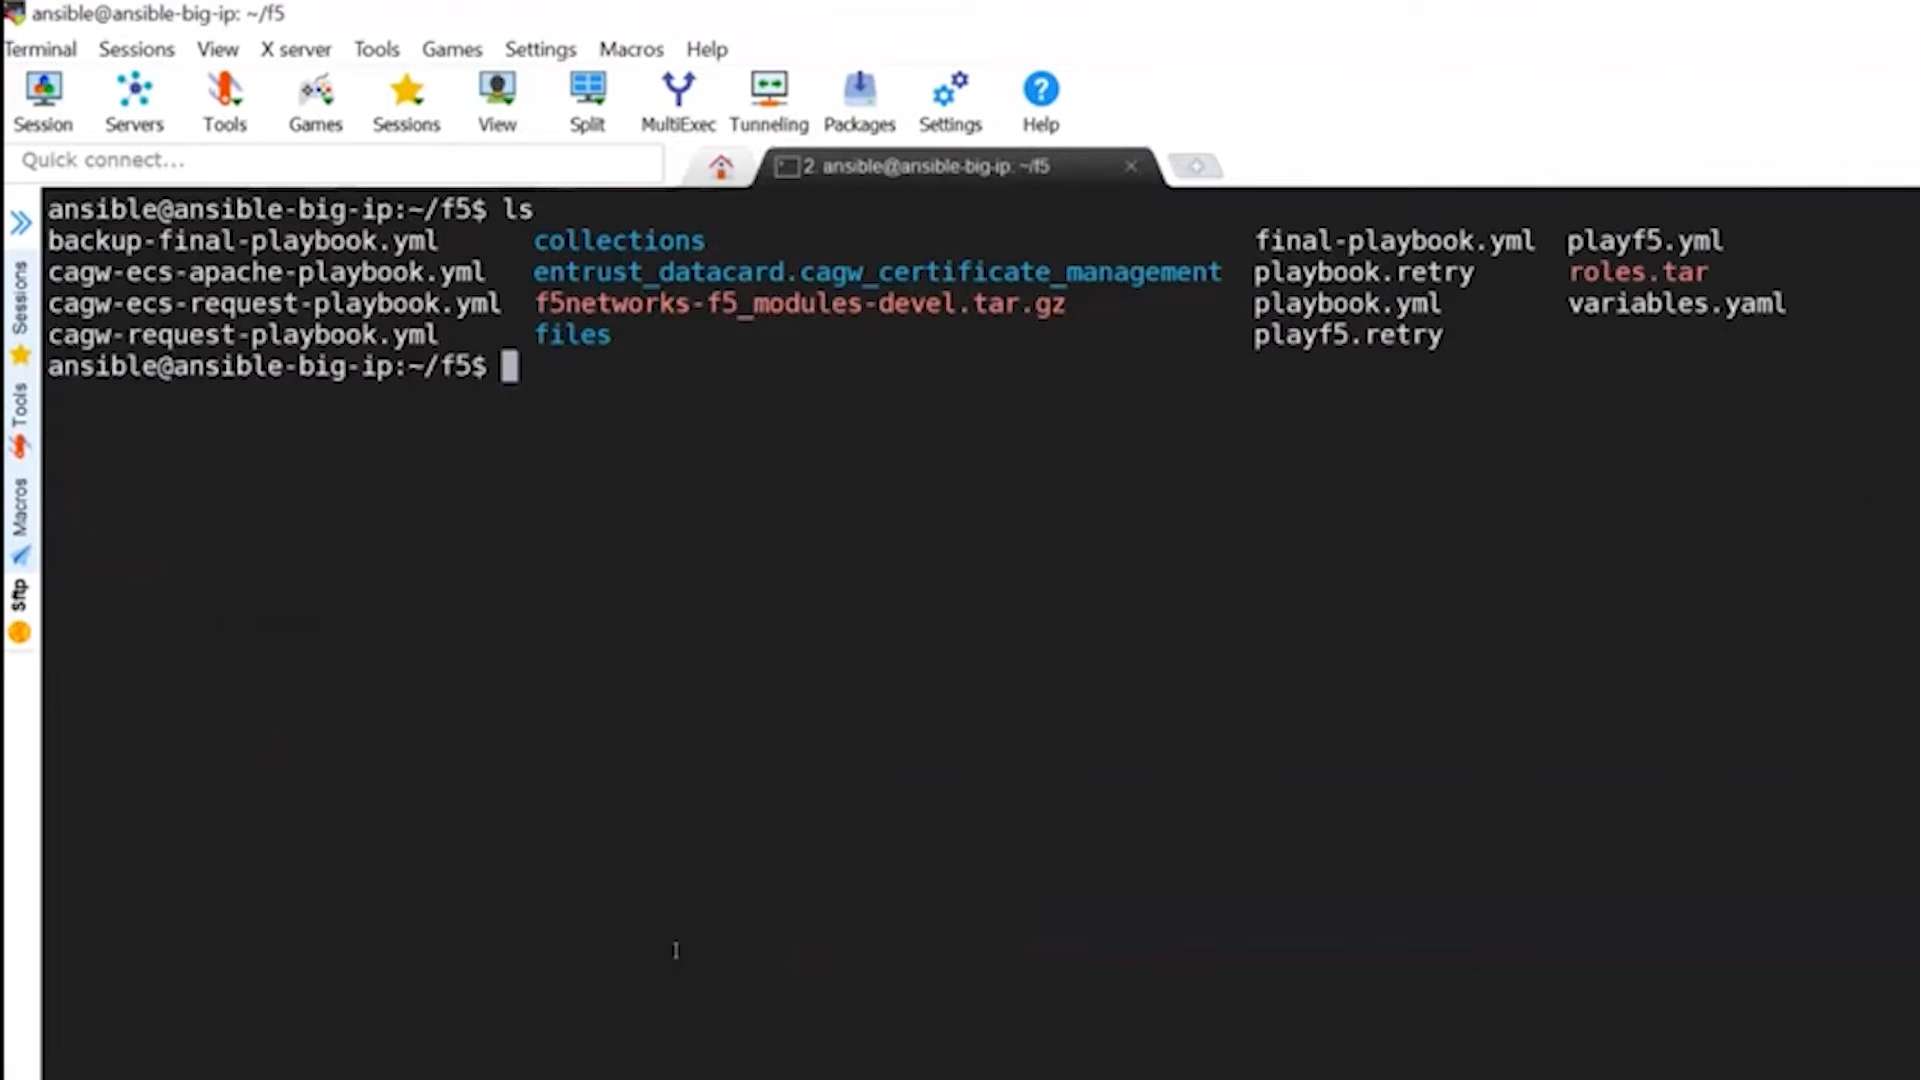 ansible@ansible-big-ip: ~/f5
Terminal Sessions View X server Tools Games Settings Macros Help
Session Servers Tools Games Sessions View Split MultiExec Tunneling Packages Settings Help
Quick connect...
2. ansible@ansible-big-ip: ~/f5
ansible@ansible-big-ip:~/f5$ ls
backup-final-playbook.yml collections final-playbook.yml playf5.yml
cagw-ecs-apache-playbook.yml entrust_datacard.cagw_certificate_management playbook.retry roles.tar
cagw-ecs-request-playbook.yml f5networks-f5_modules-devel.tar.gz playbook.yml variables.yaml
cagw-request-playbook.yml files playf5.retry
ansible@ansible-big-ip:~/f5$
Sessions
Tools
Macros
Sftp